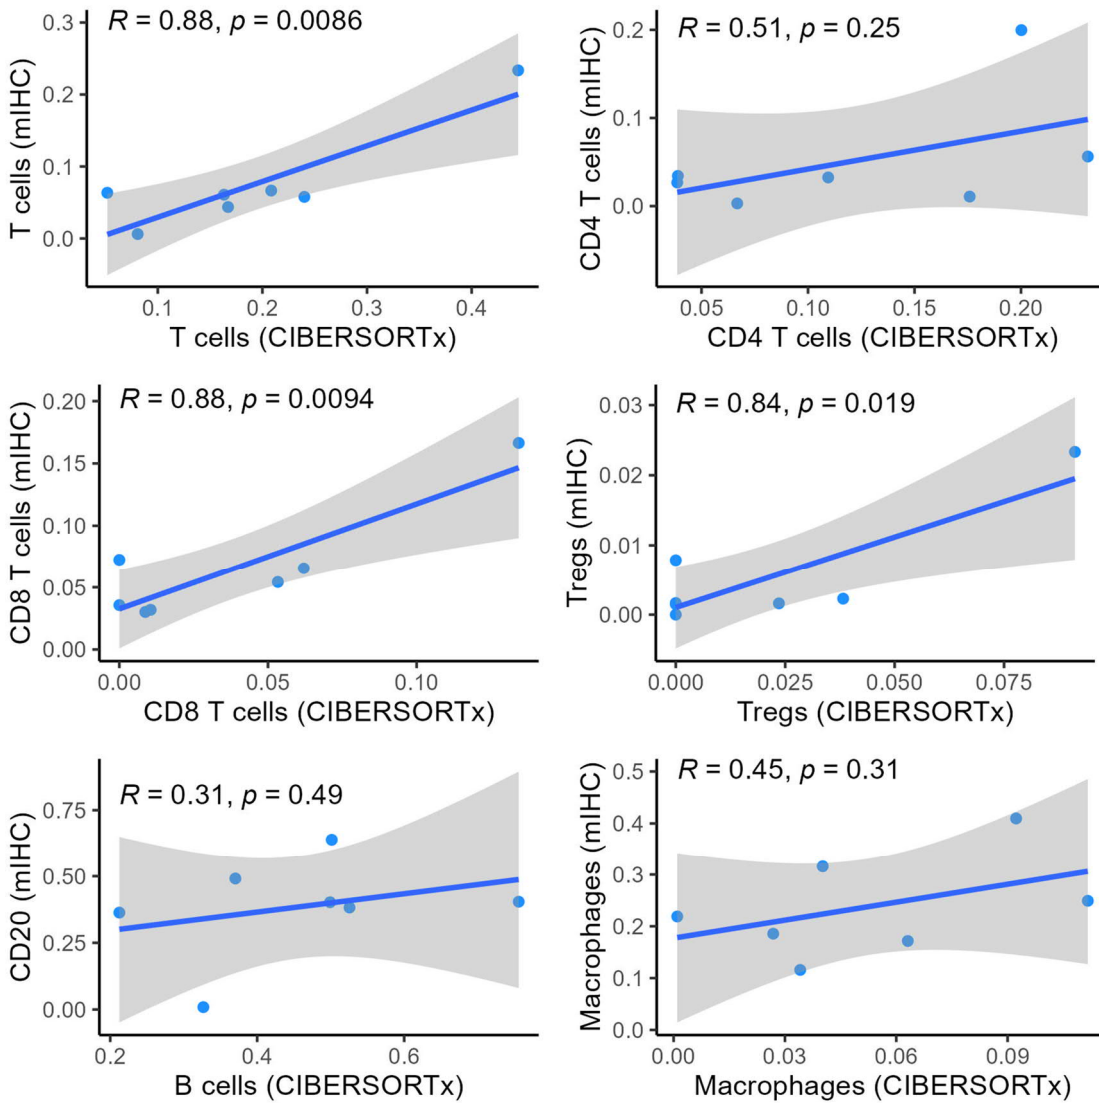 R = 0.88, p = 0.0086
T cells (mIHC)
0.3
0.2
0.1
0.0
0.1 0.2 0.3 0.4
T cells (CIBERSORTx)
R = 0.51, p = 0.25
CD4 T cells (mIHC)
0.2
0.1
0.0
0.05 0.10 0.15 0.20
CD4 T cells (CIBERSORTx)
R = 0.88, p = 0.0094
CD8 T cells (mIHC)
0.20
0.15
0.10
0.05
0.00
0.00 0.05 0.10
CD8 T cells (CIBERSORTx)
R = 0.84, p = 0.019
Tregs (mIHC)
0.03
0.02
0.01
0.00
0.000 0.025 0.050 0.075
Tregs (CIBERSORTx)
R = 0.31, p = 0.49
CD20 (mIHC)
0.75
0.50
0.25
0.00
0.2 0.4 0.6
B cells (CIBERSORTx)
R = 0.45, p = 0.31
Macrophages (mIHC)
0.5
0.4
0.3
0.2
0.1
0.0
0.00 0.03 0.06 0.09
Macrophages (CIBERSORTx)